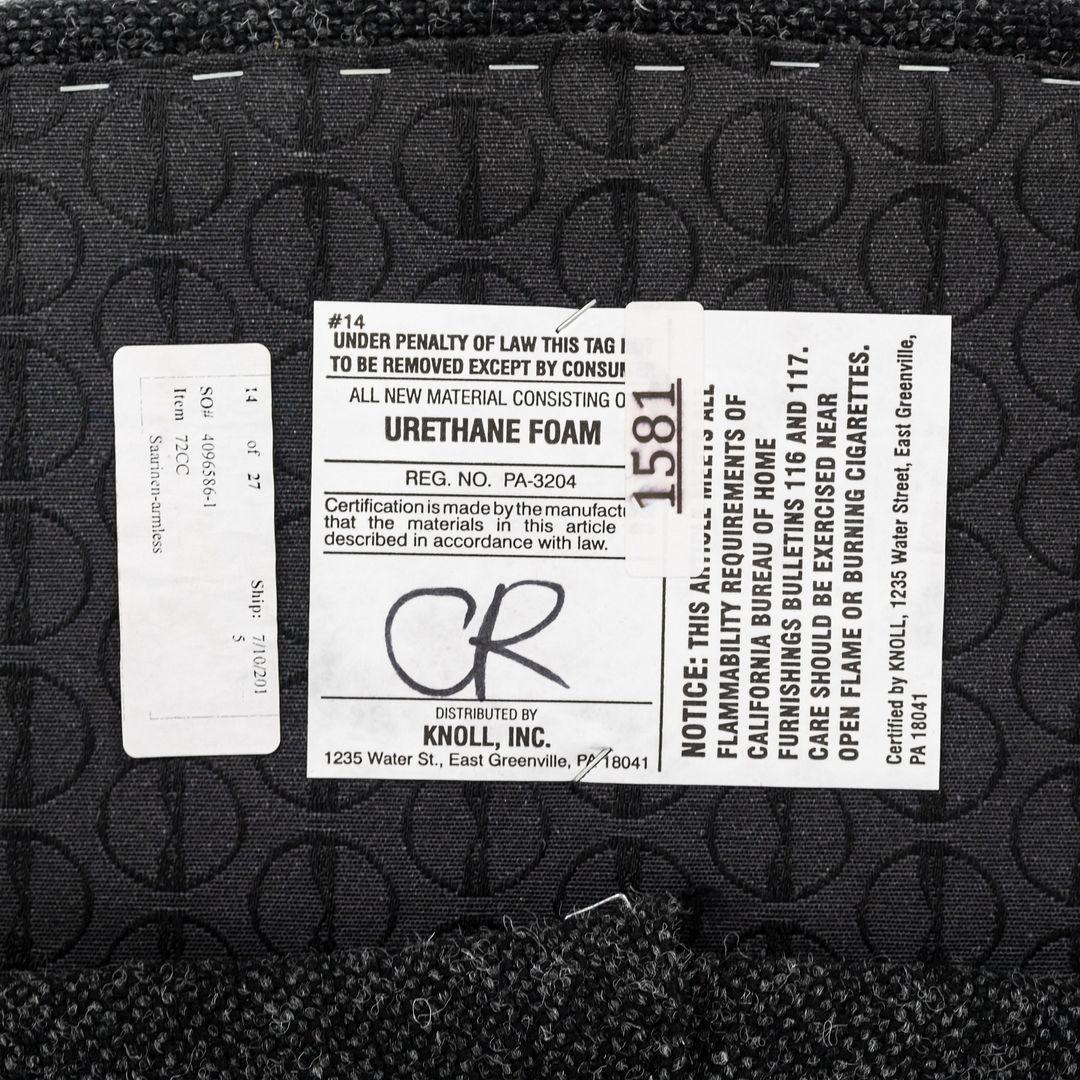 14 of 27 Ship: 7/10/201
5
SO# 4096586-1
Item 72CC
Saarinen-armless
#14
UNDER PENALTY OF LAW THIS TAG
TO BE REMOVED EXCEPT BY
ALL NEW MATERIAL CONSISTING
URETHANE FOAM
REG. NO. PA-3204
Certification is made by the
that the materials in this article
described in accordance with law.
CR
DISTRIBUTED BY
KNOLL, INC.
1235 Water St., East Greenville, PA 18041
1581
NOTICE: THIS ARTICLE MEETS ALL
FLAMMABILITY REQUIREMENTS OF
CALIFORNIA BUREAU OF HOME
FURNISHINGS BULLETINS 116 AND 117.
CARE SHOULD BE EXERCISED NEAR
OPEN FLAME OR BURNING CIGARETTES.
Certified by KNOLL, 1235 Water Street, East Greenville,
PA 18041